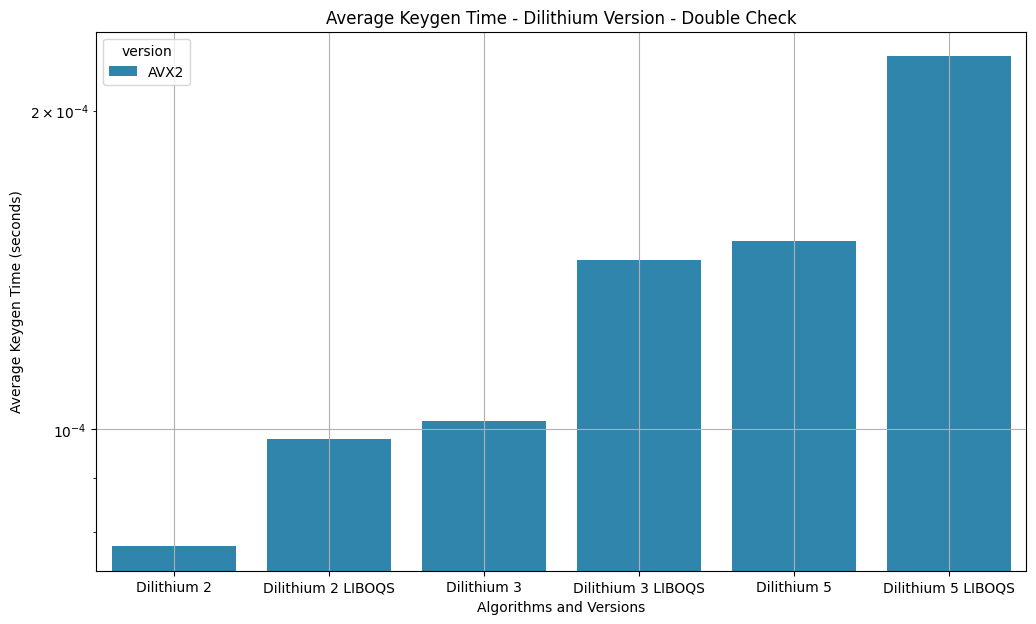 Average Keygen Time - Dilithium Version - Double Check
version
AVX2
2 × 10⁻⁴
10⁻⁴
Average Keygen Time (seconds)
Dilithium 2 Dilithium 2 LIBOQS Dilithium 3 Dilithium 3 LIBOQS Dilithium 5 Dilithium 5 LIBOQS
Algorithms and Versions